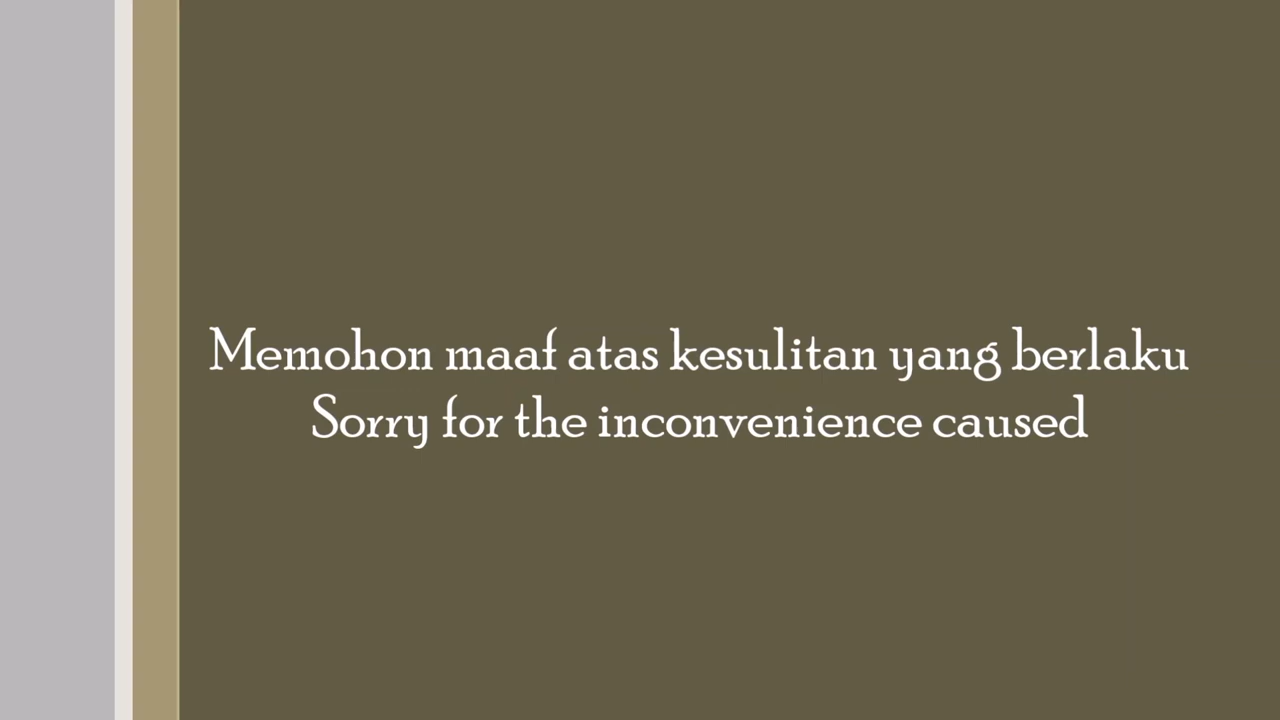 Memohon maaf atas kesulitan yang berlaku
Sorry for the inconvenience caused